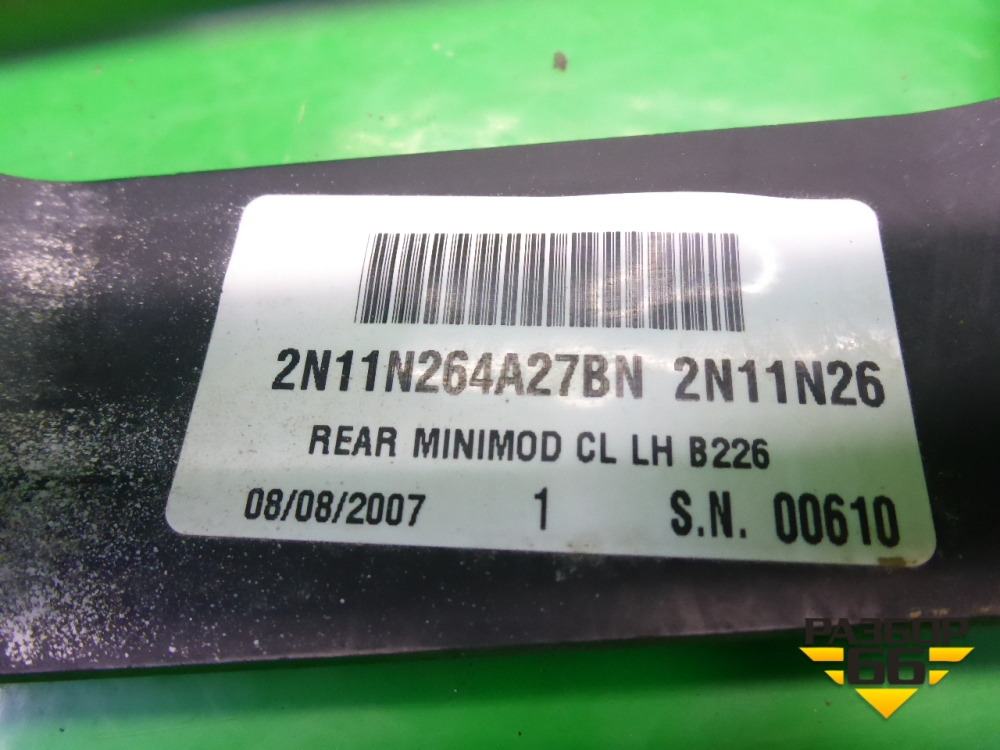 2N11N264A27BN 2N11N26
REAR MINIMOD CL LH B226
08/08/2007 1 S.N. 00610
РАЗБОР
66